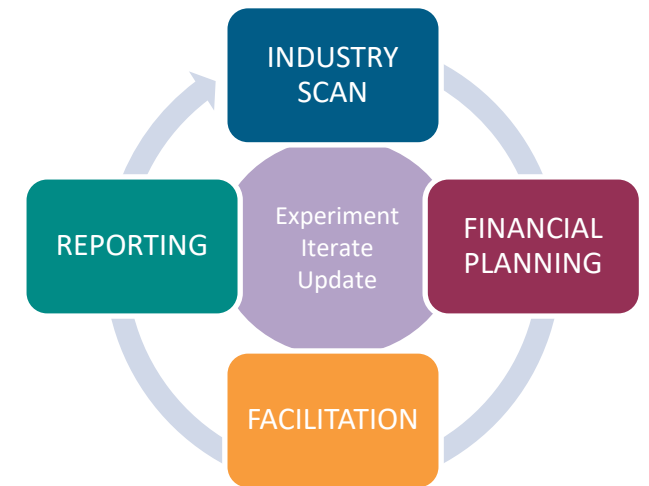 INDUSTRY
SCAN
REPORTING
Experiment
Iterate
Update
FINANCIAL
PLANNING
FACILITATION